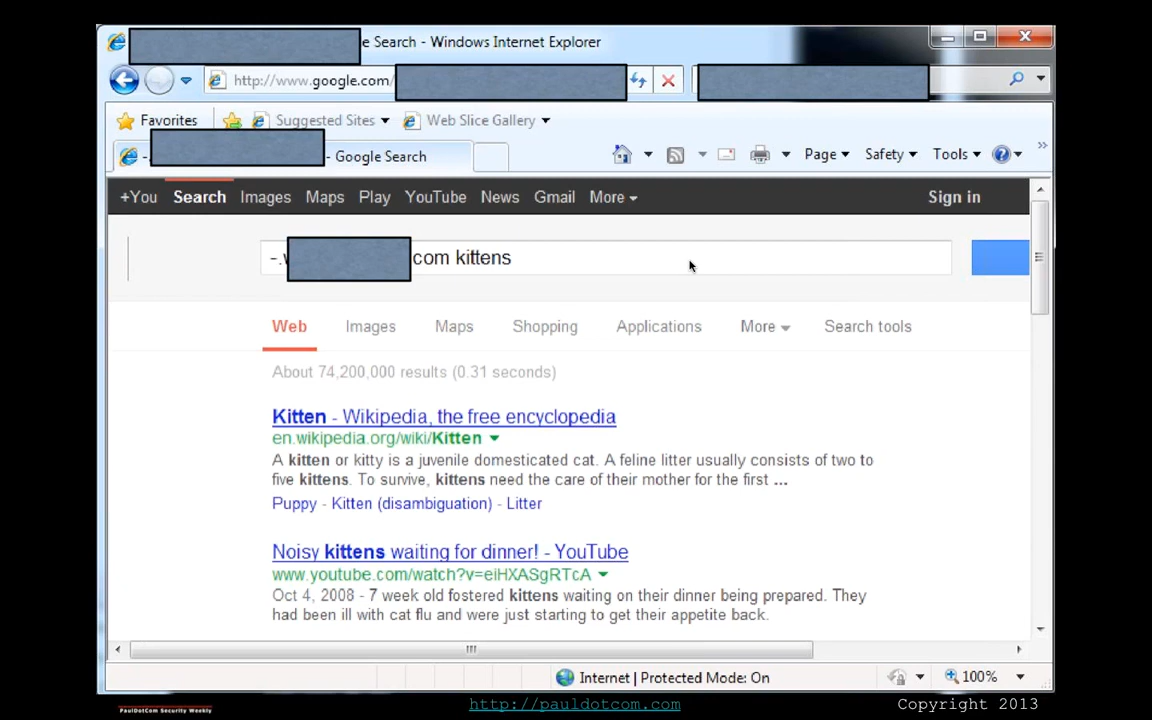 e Search - Windows Internet Explorer
http://www.google.com/
Favorites Suggested Sites Web Slice Gallery
- Google Search Page Safety Tools
+You Search Images Maps Play YouTube News Gmail More Sign in
-. com kittens
Web Images Maps Shopping Applications More Search tools
About 74,200,000 results (0.31 seconds)
Kitten - Wikipedia, the free encyclopedia
en.wikipedia.org/wiki/Kitten
A kitten or kitty is a juvenile domesticated cat. A feline litter usually consists of two to
five kittens. To survive, kittens need the care of their mother for the first ...
Puppy - Kitten (disambiguation) - Litter
Noisy kittens waiting for dinner! - YouTube
www.youtube.com/watch?v=eiHXASgRTcA
Oct 4, 2008 - 7 week old fostered kittens waiting on their dinner being prepared. They
had been ill with cat flu and were just starting to get their appetite back.
Internet | Protected Mode: On 100%
PaulDotCom Security Weekly http://pauldotcom.com Copyright 2013